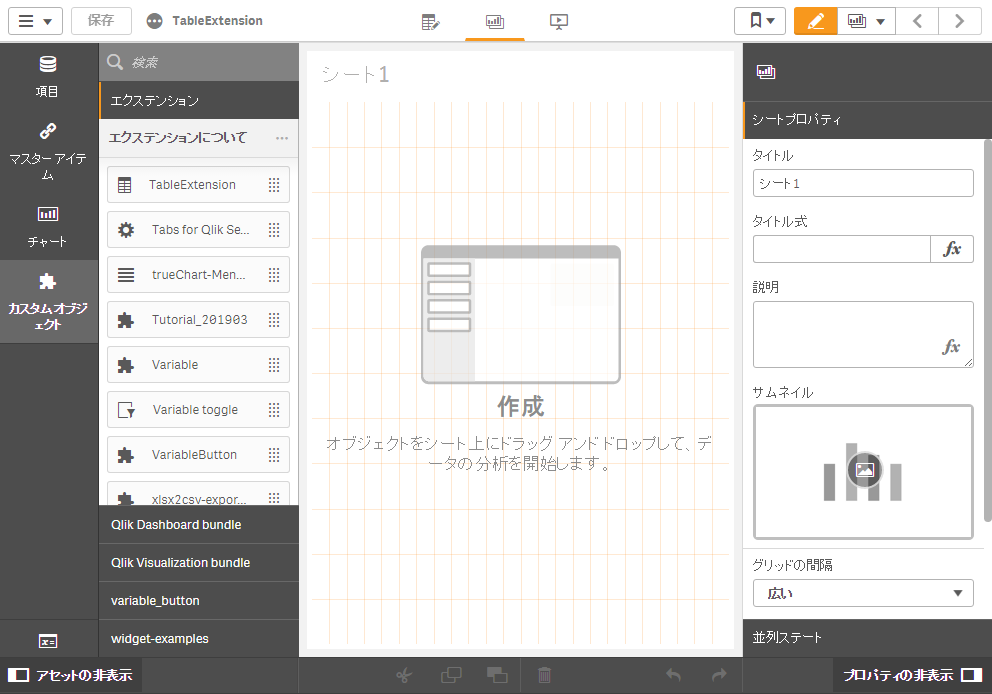 保存
TableExtension
項目
マスター アイテ
ム
チャート
カスタム オブジ
ェクト
検索
エクステンション
エクステンションについて
TableExtension
Tabs for Qlik Se...
trueChart-Men...
Tutorial_201903
Variable
Variable toggle
VariableButton
xlsx2csv-expor...
Qlik Dashboard bundle
Qlik Visualization bundle
variable_button
widget-examples
シート1
作成
オブジェクトをシート上にドラッグ アンド ドロップして、デ
ータの分析を開始します。
シートプロパティ
タイトル
シート1
タイトル式
fx
説明
fx
サムネイル
グリッドの間隔
広い
並列ステート
アセットの非表示
プロパティの非表示